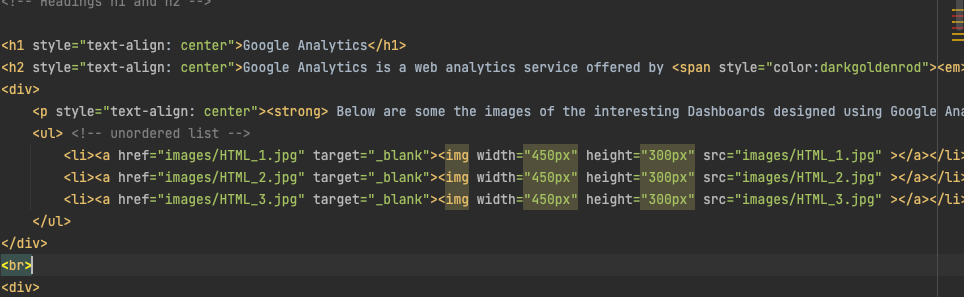 <!-- Headings h1 and h2 -->
<h1 style="text-align: center">Google Analytics</h1>
<h2 style="text-align: center">Google Analytics is a web analytics service offered by <span style="color:darkgoldenrod"><em>
<div>
<p style="text-align: center"><strong> Below are some the images of the interesting Dashboards designed using Google Ana
<ul> <!-- unordered list -->
<li><a href="images/HTML_1.jpg" target="_blank"><img width="450px" height="300px" src="images/HTML_1.jpg" ></a></li>
<li><a href="images/HTML_2.jpg" target="_blank"><img width="450px" height="300px" src="images/HTML_2.jpg" ></a></li>
<li><a href="images/HTML_3.jpg" target="_blank"><img width="450px" height="300px" src="images/HTML_3.jpg" ></a></li>
</ul>
</div>
<br>
<div>